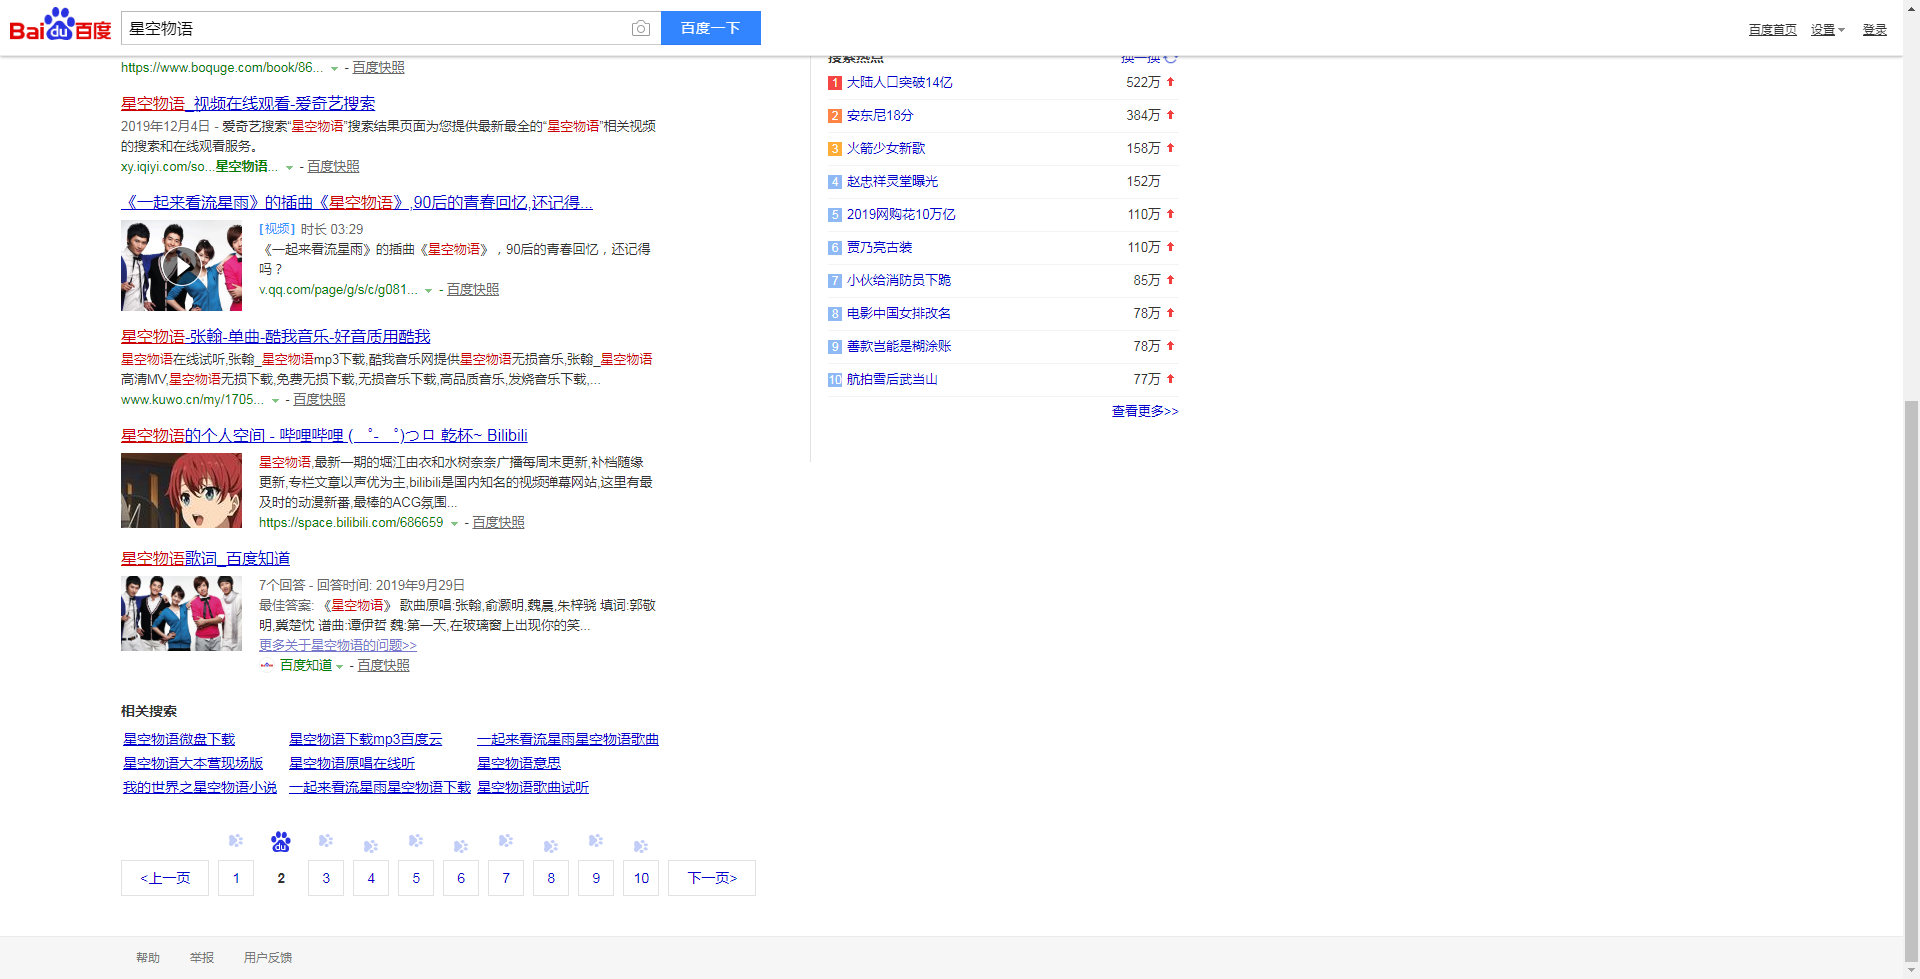 Bai du 百度
星空物语
百度一下
百度首页 设置 登录
https://www.boquge.com/book/86... - 百度快照
星空物语_视频在线观看-爱奇艺搜索
2019年12月4日 - 爱奇艺搜索“星空物语”搜索结果页面为您提供最新最全的“星空物语”相关视频
的搜索和在线观看服务。
xy.iqiyi.com/so...星空物语... - 百度快照
《一起来看流星雨》的插曲《星空物语》,90后的青春回忆,还记得...
[视频] 时长 03:29
《一起来看流星雨》的插曲《星空物语》，90后的青春回忆，还记得
吗？
v.qq.com/page/g/s/c/g081... - 百度快照
星空物语-张翰-单曲-酷我音乐-好音质用酷我
星空物语在线试听,张翰_星空物语mp3下载,酷我音乐网提供星空物语无损音乐,张翰_星空物语
高清MV,星空物语无损下载,免费无损下载,无损音乐下载,高品质音乐,发烧音乐下载,...
www.kuwo.cn/my/1705... - 百度快照
星空物语的个人空间 - 哔哩哔哩 ( ゜- ゜)つロ 乾杯~ Bilibili
星空物语,最新一期的堀江由衣和水树奈奈广播每周末更新,补档随缘
更新,专栏文章以声优为主,bilibili是国内知名的视频弹幕网站,这里有最
及时的动漫新番,最棒的ACG氛围...
https://space.bilibili.com/686659 - 百度快照
星空物语歌词_百度知道
7个回答 - 回答时间: 2019年9月29日
最佳答案: 《星空物语》 歌曲原唱:张翰,俞灏明,魏晨,朱梓骁 填词:郭敬
明,冀楚忱 谱曲:谭伊哲 魏:第一天,在玻璃窗上出现你的笑...
更多关于星空物语的问题>>
百度知道 - 百度快照
相关搜索
星空物语微盘下载 星空物语下载mp3百度云 一起来看流星雨星空物语歌曲
星空物语大本营现场版 星空物语原唱在线听 星空物语意思
我的世界之星空物语小说 一起来看流星雨星空物语下载 星空物语歌曲试听
du
<上一页 1 2 3 4 5 6 7 8 9 10 下一页>
搜索热点 换一换
1 大陆人口突破14亿 522万
2 安东尼18分 384万
3 火箭少女新歌 158万
4 赵忠祥灵堂曝光 152万
5 2019网购花10万亿 110万
6 贾乃亮古装 110万
7 小伙给消防员下跪 85万
8 电影中国女排改名 78万
9 善款岂能是糊涂账 78万
10 航拍雪后武当山 77万
查看更多>>
帮助 举报 用户反馈